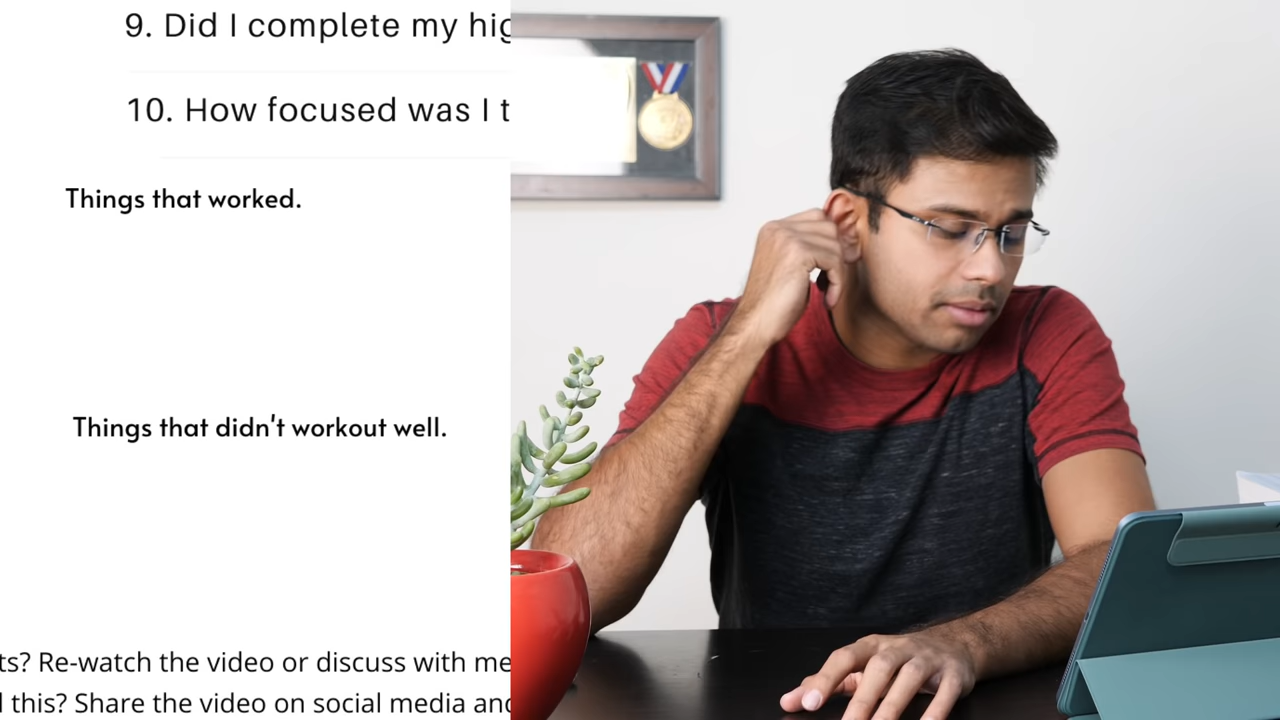 9. Did I complete my hig
10. How focused was I t
Things that worked.
Things that didn't workout well.
ts? Re-watch the video or discuss with me
this? Share the video on social media and